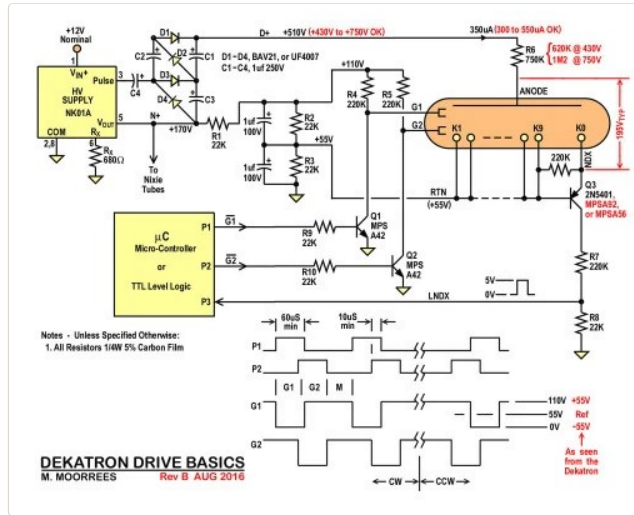 +12V
Nominal
1
VIN+
Pulse 3
HV
SUPPLY
NK01A
VOUT 5
COM RX
2,8 6
RX
680Ω
C4
C2
D1
D2
C1
D3
D4
C3
D1-D4, BAV21, or UF4007
C1-C4, 1uf 250V
D+ +510V (+430V to +750V OK)
350uA (300 to 550uA OK)
R6
750K
620K @ 430V
1M2 @ 750V
N+
+170V
To
Nixie
Tubes
R1
22K
+110V
1uf
100V
R2
22K
+55V
1uf
100V
R3
22K
R4
220K
R5
220K
ANODE
G1
G2
K1
K9
K0
195VTYP
220K
NDX
RTN
(+55V)
Q3
2N5401,
MPSA92,
or MPSA56
R7
220K
R8
22K
µC
Micro-Controller
or
TTL Level Logic
P1
P2
P3
G1
G2
R9
22K
R10
22K
Q1
MPS
A42
Q2
MPS
A42
5V
0V
LNDX
Notes - Unless Specified Otherwise:
1. All Resistors 1/4W 5% Carbon Film
60uS
min
10uS
min
P1
P2
G1 G2 M
G1
G2
110V +55V
55V Ref
0V -55V
As seen
from the
Dekatron
CW CCW
DEKATRON DRIVE BASICS
M. MOORREES Rev B AUG 2016